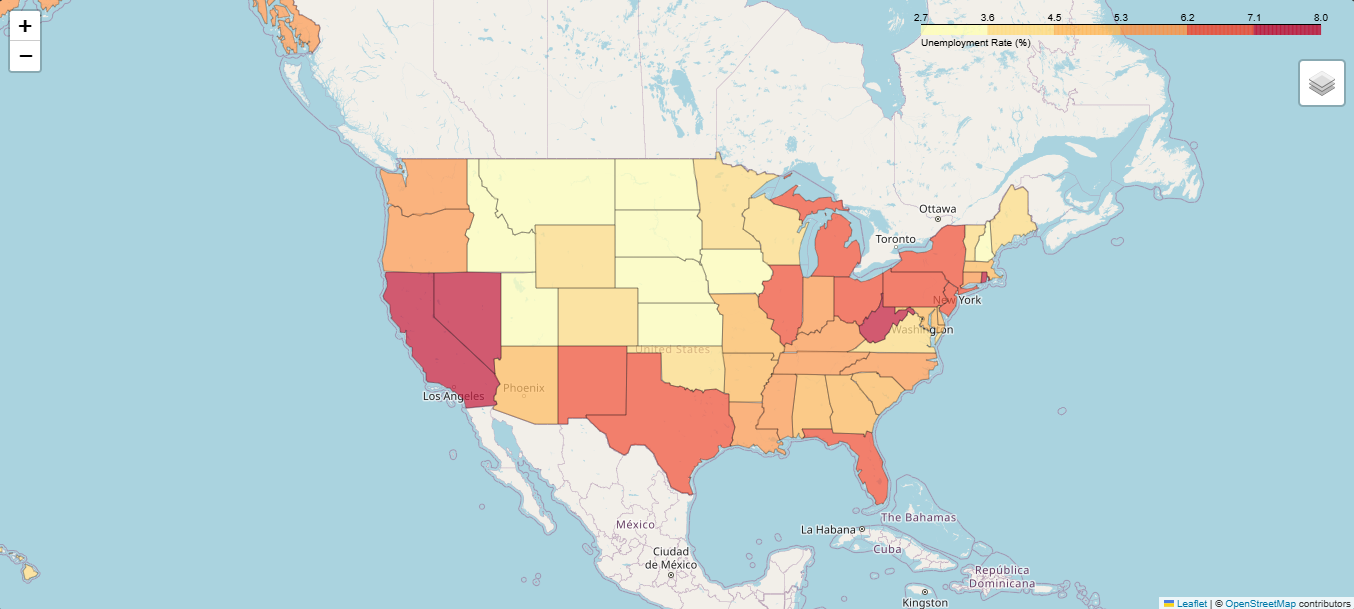 +
−
2.7 3.6 4.5 5.3 6.2 7.1 8.0
Unemployment Rate (%)
Ottawa
Toronto
New York
Washington
United States
Phoenix
Los Angeles
The Bahamas
México
La Habana
Cuba
Ciudad
de México
República
Dominicana
Kingston
Leaflet | © OpenStreetMap contributors